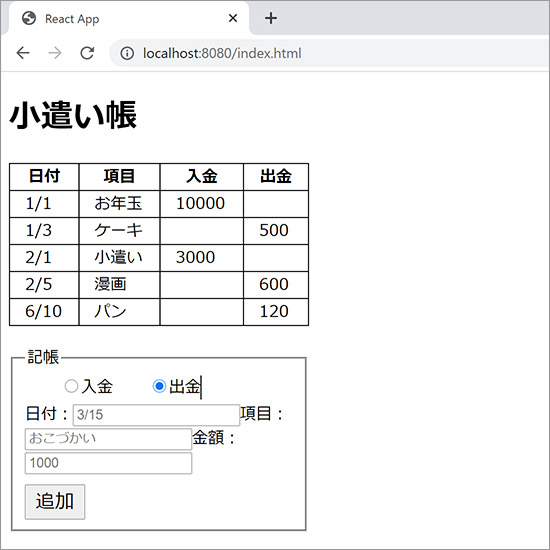 React App
localhost:8080/index.html
小遣い帳
日付 項目 入金 出金
1/1 お年玉 10000
1/3 ケーキ 500
2/1 小遣い 3000
2/5 漫画 600
6/10 パン 120
記帳
入金 出金
日付：3/15 項目：
おこづかい 金額：
1000
追加